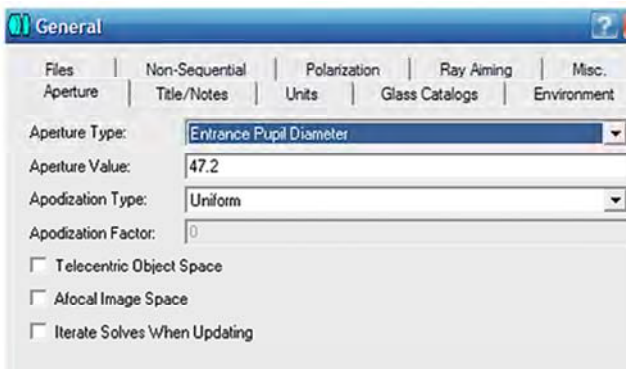 General
?
Files Non-Sequential Polarization Ray Aiming Misc.
Aperture Title/Notes Units Glass Catalogs Environment
Aperture Type: Entrance Pupil Diameter
Aperture Value: 47.2
Apodization Type: Uniform
Apodization Factor: 0
Telecentric Object Space
Afocal Image Space
Iterate Solves When Updating